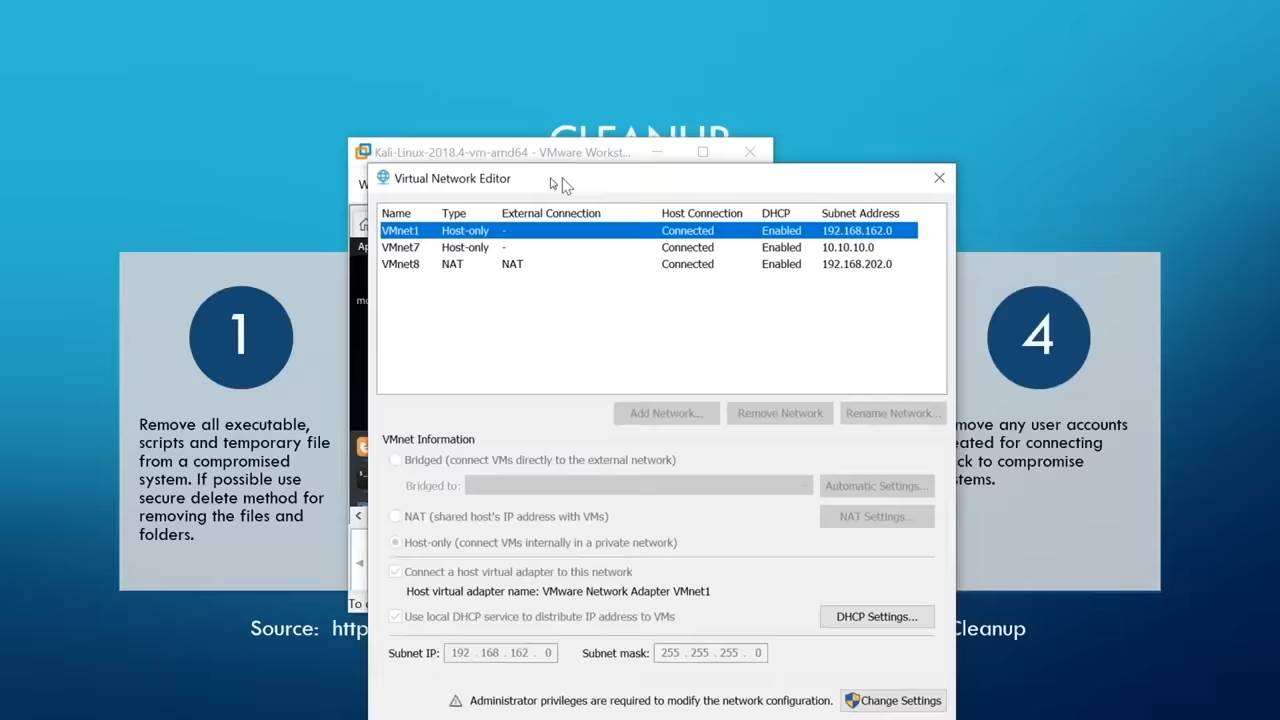 CLEANUP
Kali-Linux-2018.4-vm-amd64 - VMware Workst...
Virtual Network Editor
Name Type External Connection Host Connection DHCP Subnet Address
VMnet1 Host-only - Connected Enabled 192.168.162.0
VMnet7 Host-only - Connected Enabled 10.10.10.0
VMnet8 NAT NAT Connected Enabled 192.168.202.0
Add Network... Remove Network Rename Network...
VMnet Information
Bridged (connect VMs directly to the external network)
Bridged to: Automatic Settings...
NAT (shared host's IP address with VMs) NAT Settings...
Host-only (connect VMs internally in a private network)
Connect a host virtual adapter to this network
Host virtual adapter name: VMware Network Adapter VMnet1
Use local DHCP service to distribute IP address to VMs DHCP Settings...
Subnet IP: 192 . 168 . 162 . 0 Subnet mask: 255 . 255 . 255 . 0
Administrator privileges are required to modify the network configuration. Change Settings
1
Remove all executable,
scripts and temporary file
from a compromised
system. If possible use
secure delete method for
removing the files and
folders.
4
move any user accounts
eated for connecting
ck to compromise
stems.
Source: http
Cleanup